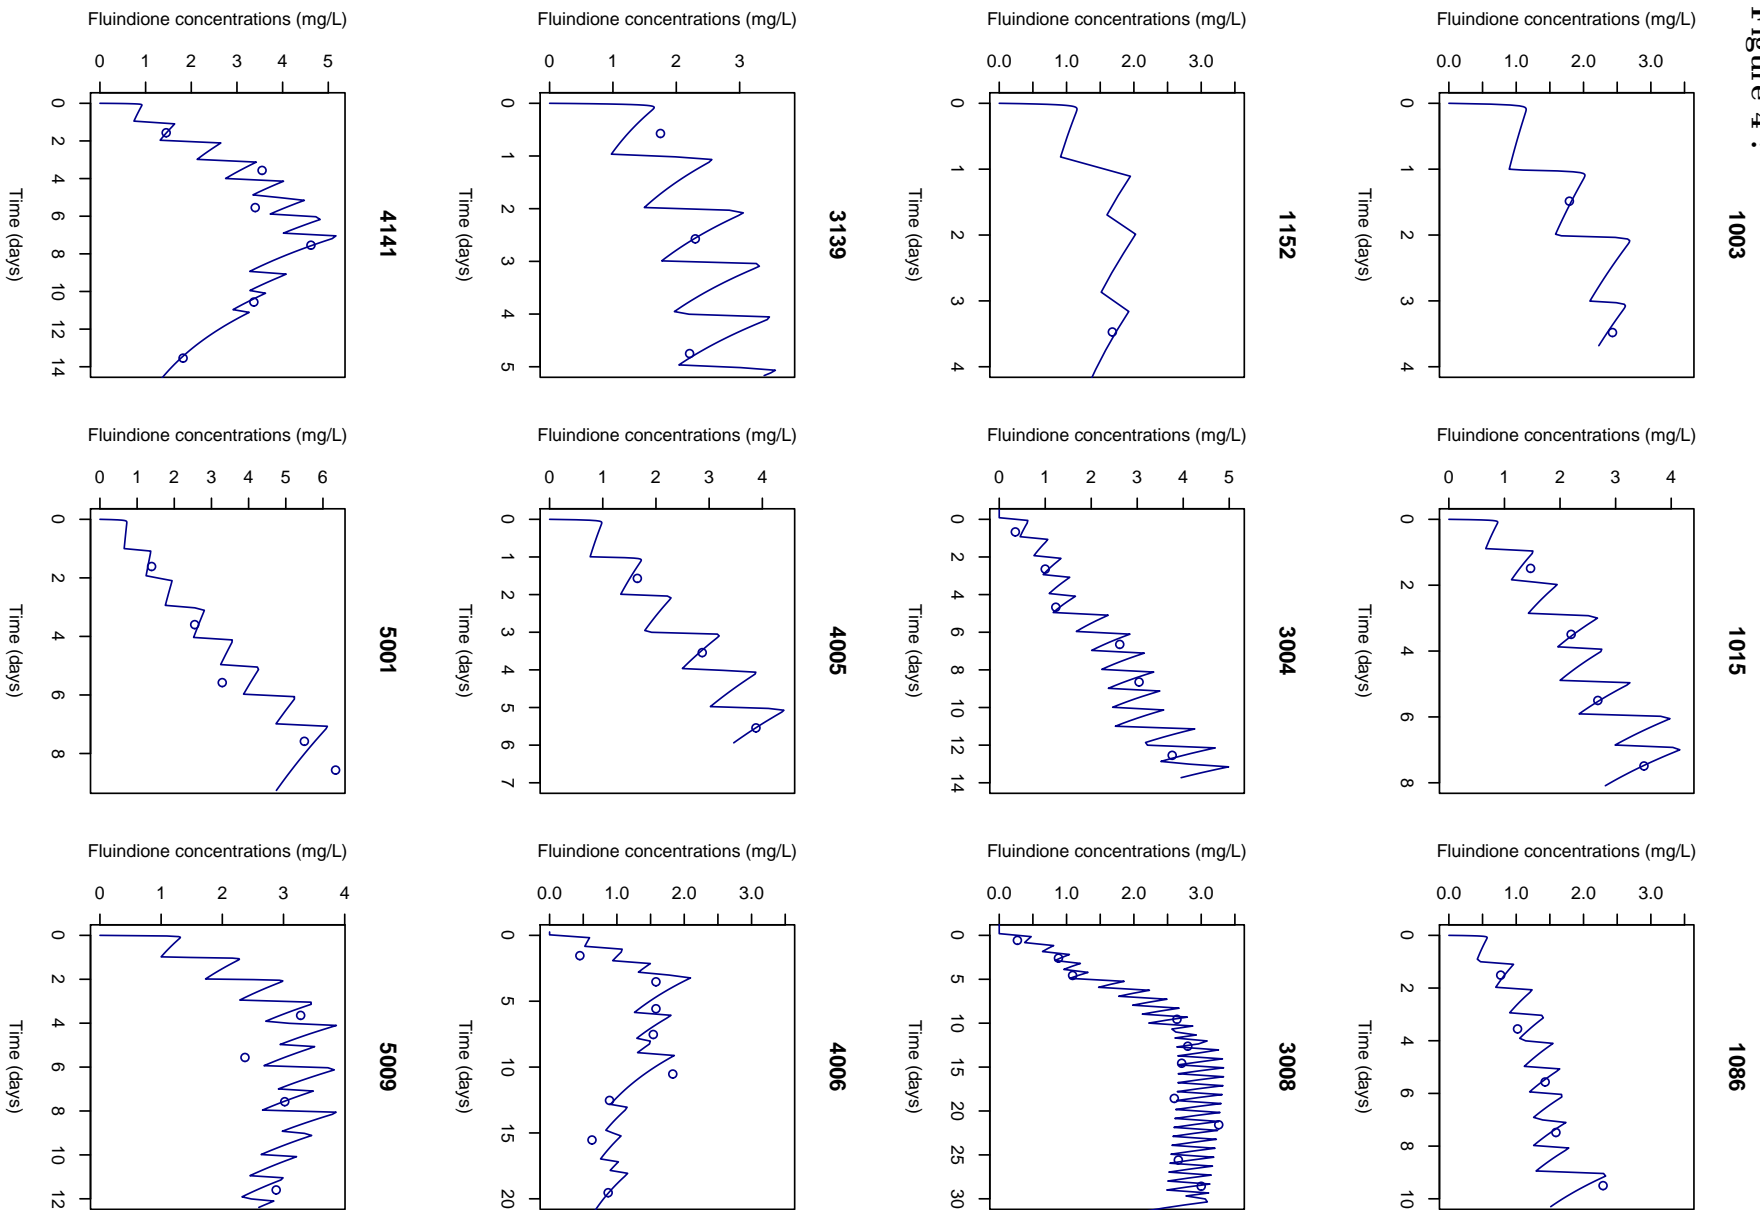 Figure 4 :
1003
Fluindione concentrations (mg/L)
0 1.0 2.0 3.0
0 1 2 3 4
Time (days)
1015
Fluindione concentrations (mg/L)
0 1 2 3 4
0 2 4 6 8
Time (days)
1086
Fluindione concentrations (mg/L)
0.0 1.0 2.0 3.0
0 2 4 6 8 10
Time (days)
1152
Fluindione concentrations (mg/L)
0 1.0 2.0 3.0
0 1 2 3 4
Time (days)
3004
Fluindione concentrations (mg/L)
0 1 2 3 4 5
0 2 4 6 8 10 12 14
Time (days)
3008
Fluindione concentrations (mg/L)
0.0 1.0 2.0 3.0
0 5 10 15 20 25 30
Time (days)
3139
Fluindione concentrations (mg/L)
0 1 2 3
0 1 2 3 4 5
Time (days)
4005
Fluindione concentrations (mg/L)
0 1 2 3 4
0 1 2 3 4 5 6 7
Time (days)
4006
Fluindione concentrations (mg/L)
0.0 1.0 2.0 3.0
0 5 10 15 20
Time (days)
4141
Fluindione concentrations (mg/L)
0 1 2 3 4 5
0 2 4 6 8 10 12 14
Time (days)
5001
Fluindione concentrations (mg/L)
0 1 2 3 4 5 6
0 2 4 6 8
Time (days)
5009
Fluindione concentrations (mg/L)
0 1 2 3 4
0 2 4 6 8 10 12
Time (days)